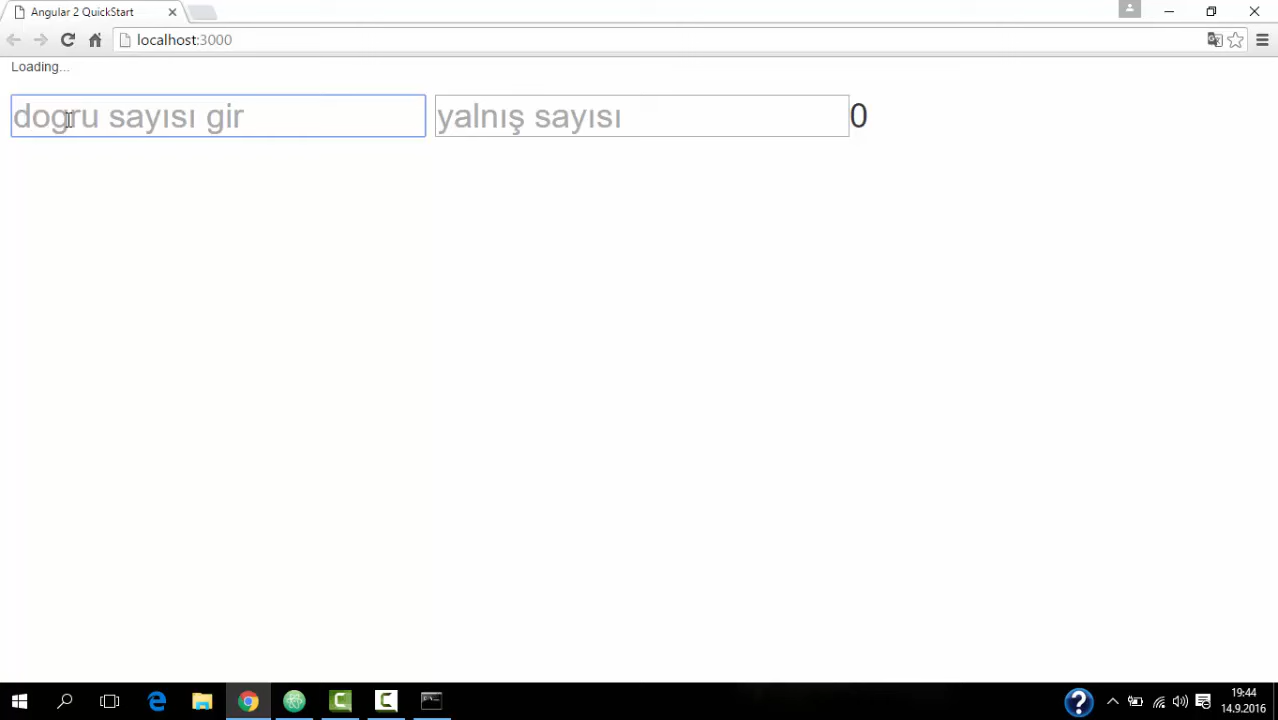 Angular 2 QuickStart
localhost:3000
Loading...
dogru sayısı gir
yalnış sayısı
0
19:44
14.9.2016